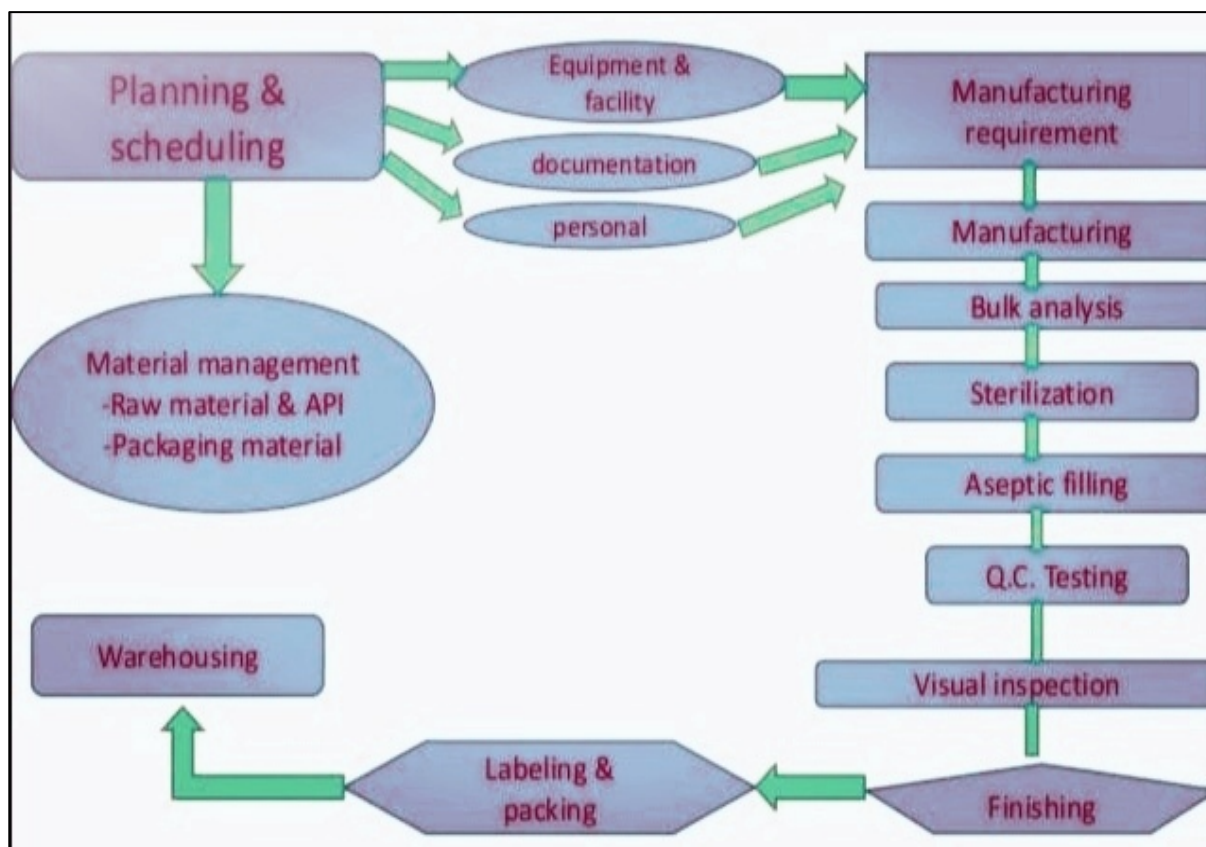 Planning &
scheduling
Equipment &
facility
documentation
personal
Manufacturing
requirement
Manufacturing
Bulk analysis
Sterilization
Aseptic filling
Q.C. Testing
Visual inspection
Finishing
Labeling &
packing
Warehousing
Material management
-Raw material & API
-Packaging material